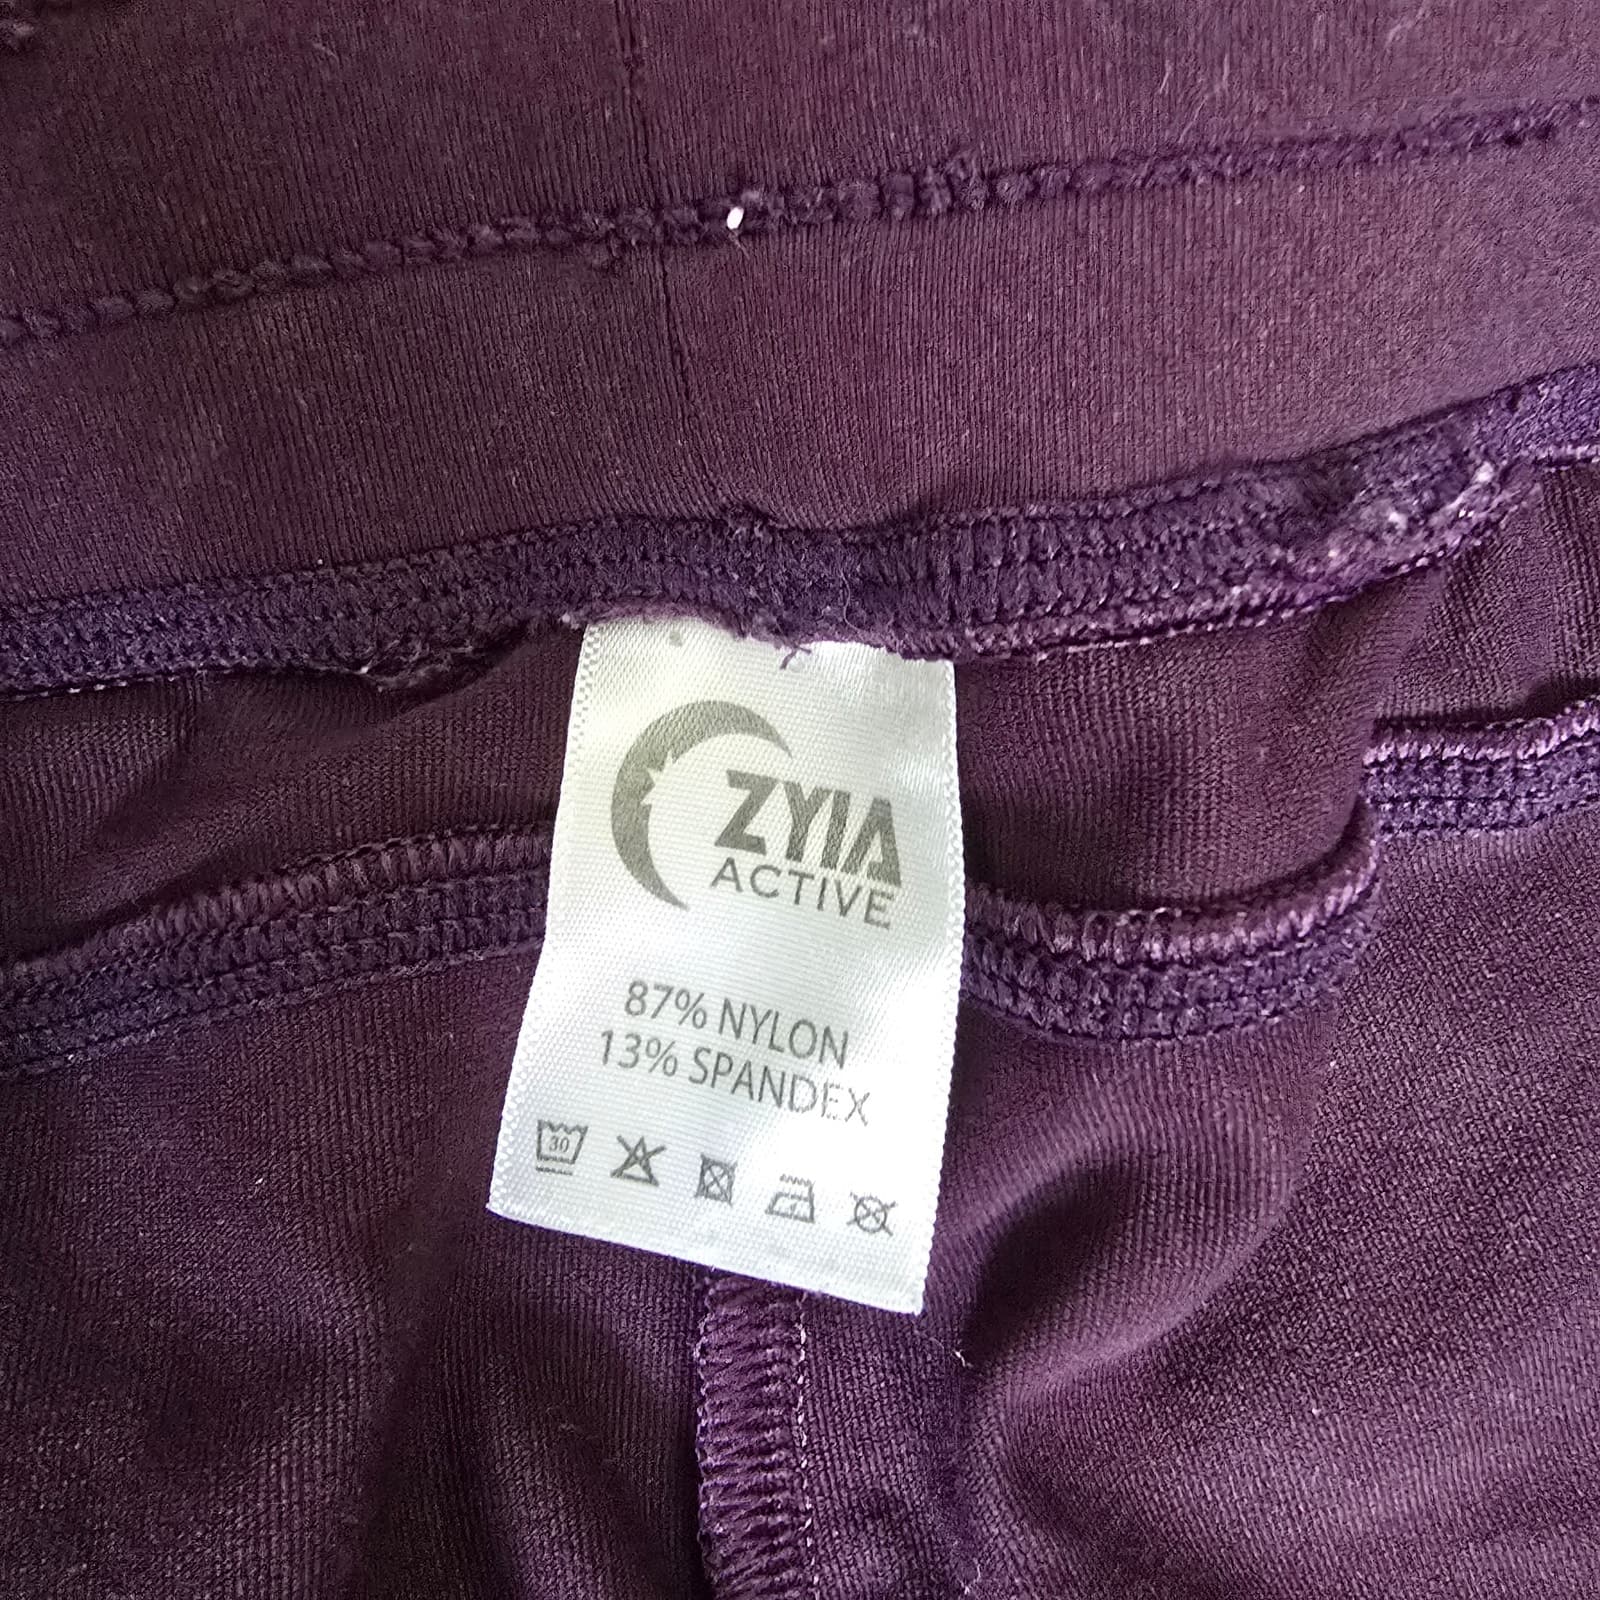 ZYIA
ACTIVE
87% NYLON
13% SPANDEX
30